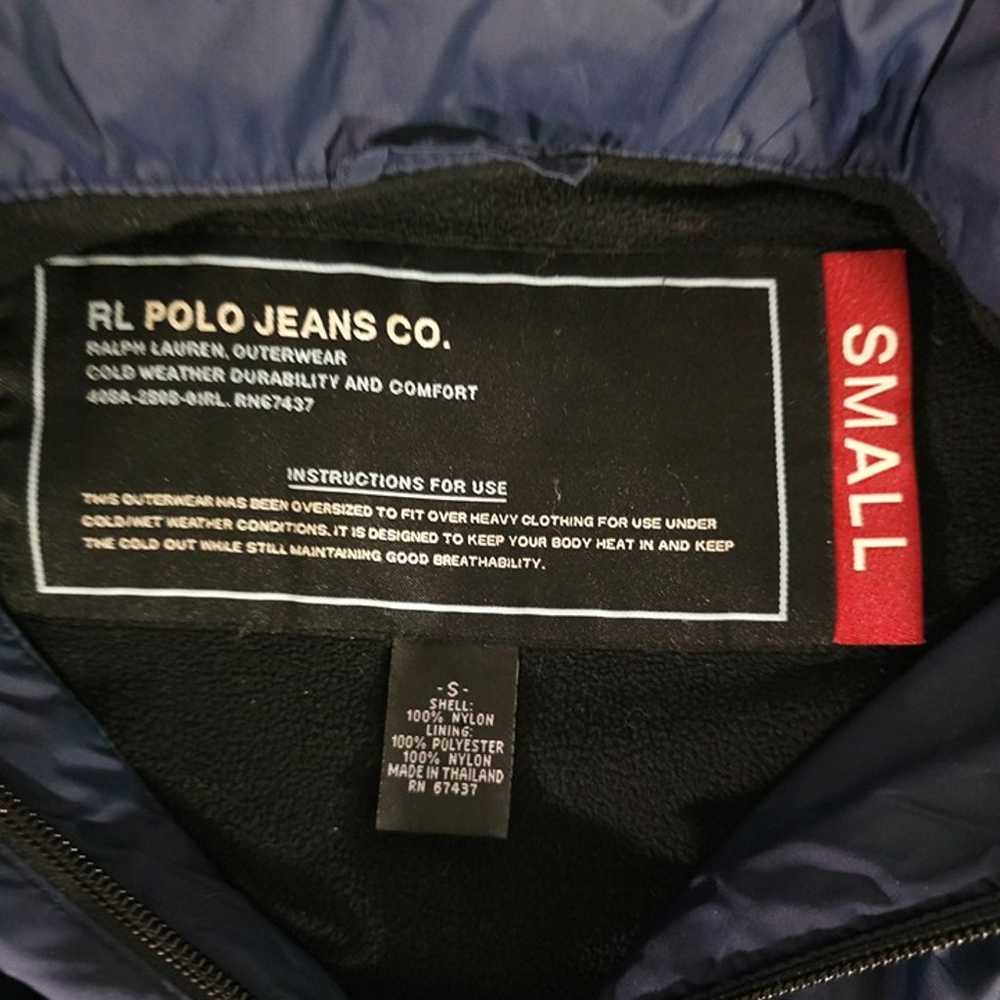 RL POLO JEANS CO.
RALPH LAUREN, OUTERWEAR
COLD WEATHER DURABILITY AND COMFORT
RN67437
INSTRUCTIONS FOR USE
THIS OUTERWEAR HAS BEEN OVERSIZED TO FIT OVER HEAVY CLOTHING FOR USE UNDER
COLD/WET WEATHER CONDITIONS. IT IS DESIGNED TO KEEP YOUR BODY HEAT IN AND KEEP
THE COLD OUT WHILE STILL MAINTAINING GOOD BREATHABILITY.
SMALL
-S-
SHELL:
100% NYLON
LINING:
100% POLYESTER
100% NYLON
MADE IN THAILAND
RN 67437